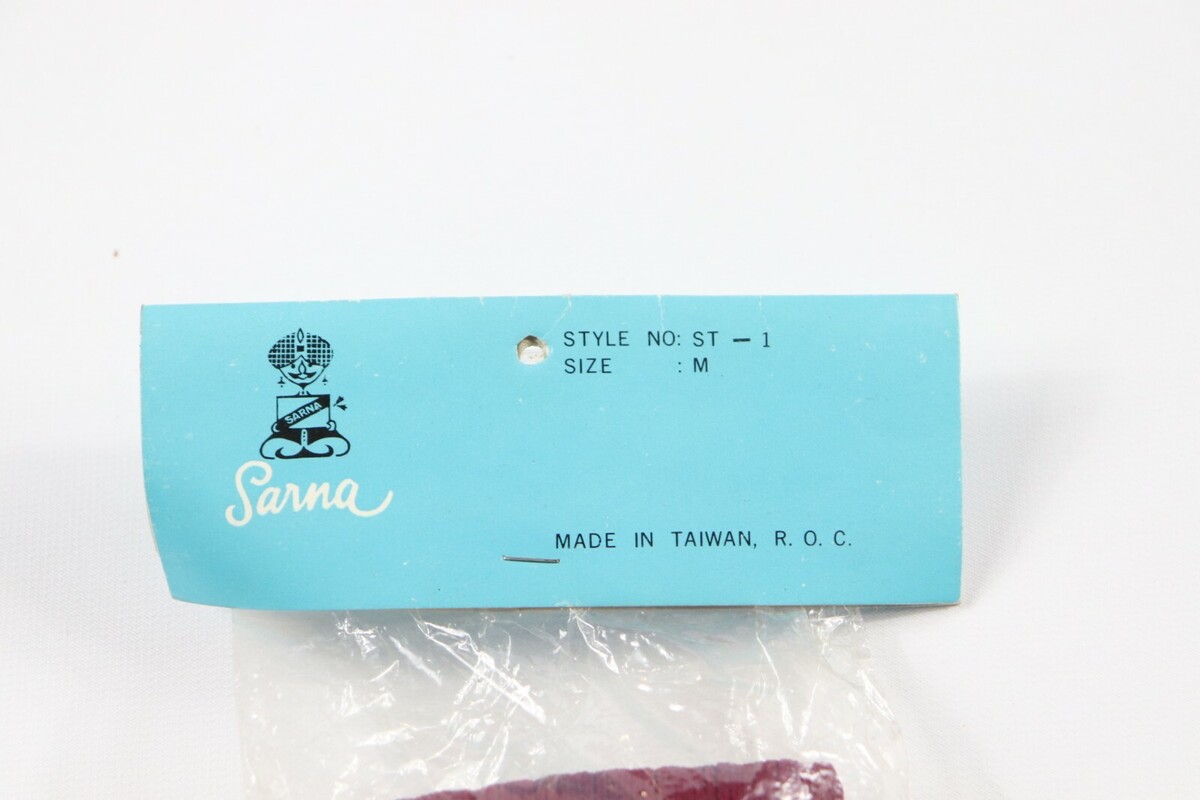 STYLE NO: ST - 1
SIZE : M
SARNA
Sarna
MADE IN TAIWAN, R. O. C.